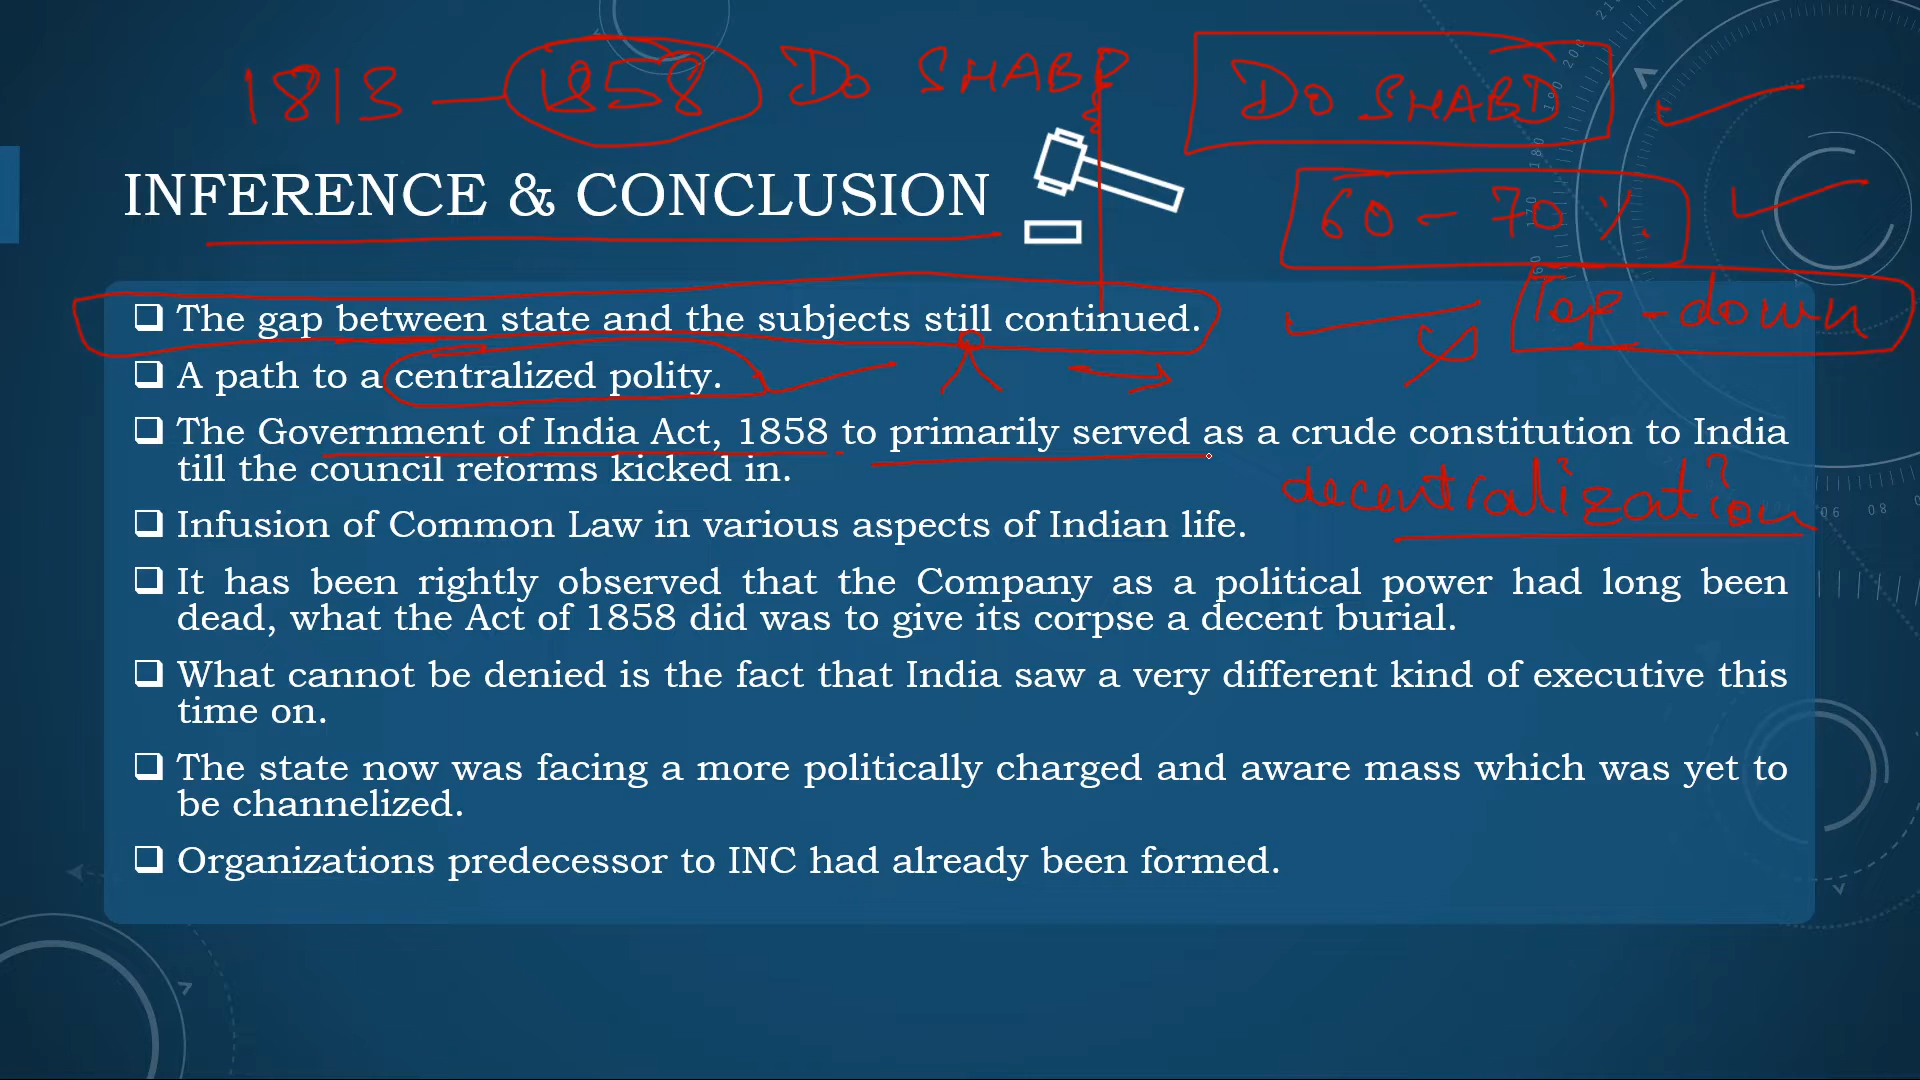 1813 — 1858 Do SHABD DO SHABD
INFERENCE & CONCLUSION
60 - 70 %
Top - down
❑ The gap between state and the subjects still continued.
❑ A path to a centralized polity.
❑ The Government of India Act, 1858 to primarily served as a crude constitution to India
till the council reforms kicked in.
decentralization
❑ Infusion of Common Law in various aspects of Indian life.
❑ It has been rightly observed that the Company as a political power had long been
dead, what the Act of 1858 did was to give its corpse a decent burial.
❑ What cannot be denied is the fact that India saw a very different kind of executive this
time on.
❑ The state now was facing a more politically charged and aware mass which was yet to
be channelized.
❑ Organizations predecessor to INC had already been formed.